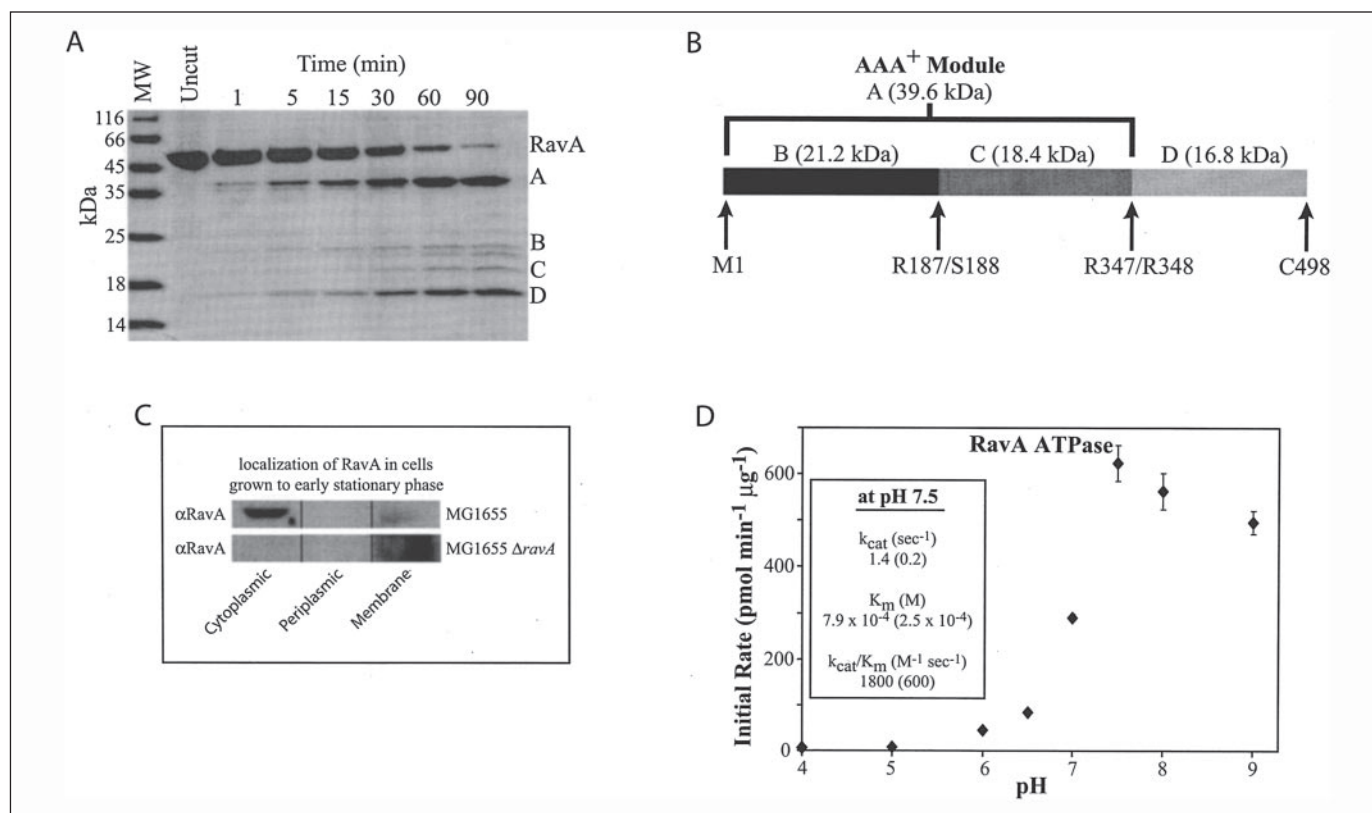 A
MW
Uncut
Time (min)
1 5 15 30 60 90
kDa
116
66
45
35
25
18
14
RavA
A
B
C
D
B
AAA+ Module
A (39.6 kDa)
B (21.2 kDa) C (18.4 kDa) D (16.8 kDa)
M1 R187/S188 R347/R348 C498
C
localization of RavA in cells
grown to early stationary phase
αRavA MG1655
αRavA MG1655 ΔravA
Cytoplasmic
Periplasmic
Membrane
D
RavA ATPase
Initial Rate (pmol min-1 μg-1)
600
400
200
0
at pH 7.5
kcat (sec-1)
1.4 (0.2)
Km (M)
7.9 x 10-4 (2.5 x 10-4)
kcat/Km (M-1 sec-1)
1800 (600)
4 5 6 7 8 9
pH